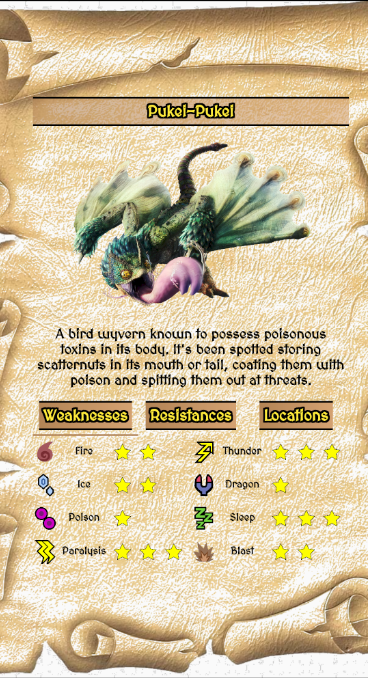 Pukei-Pukei
A bird wyvern known to possess poisonous
toxins in its body. It's been spotted storing
scatternuts in its mouth or tail, coating them with
poison and spitting them out at threats.
Weaknesses Resistances Locations
Fire Thunder
Ice Dragon
Poison Sleep
Paralysis Blast